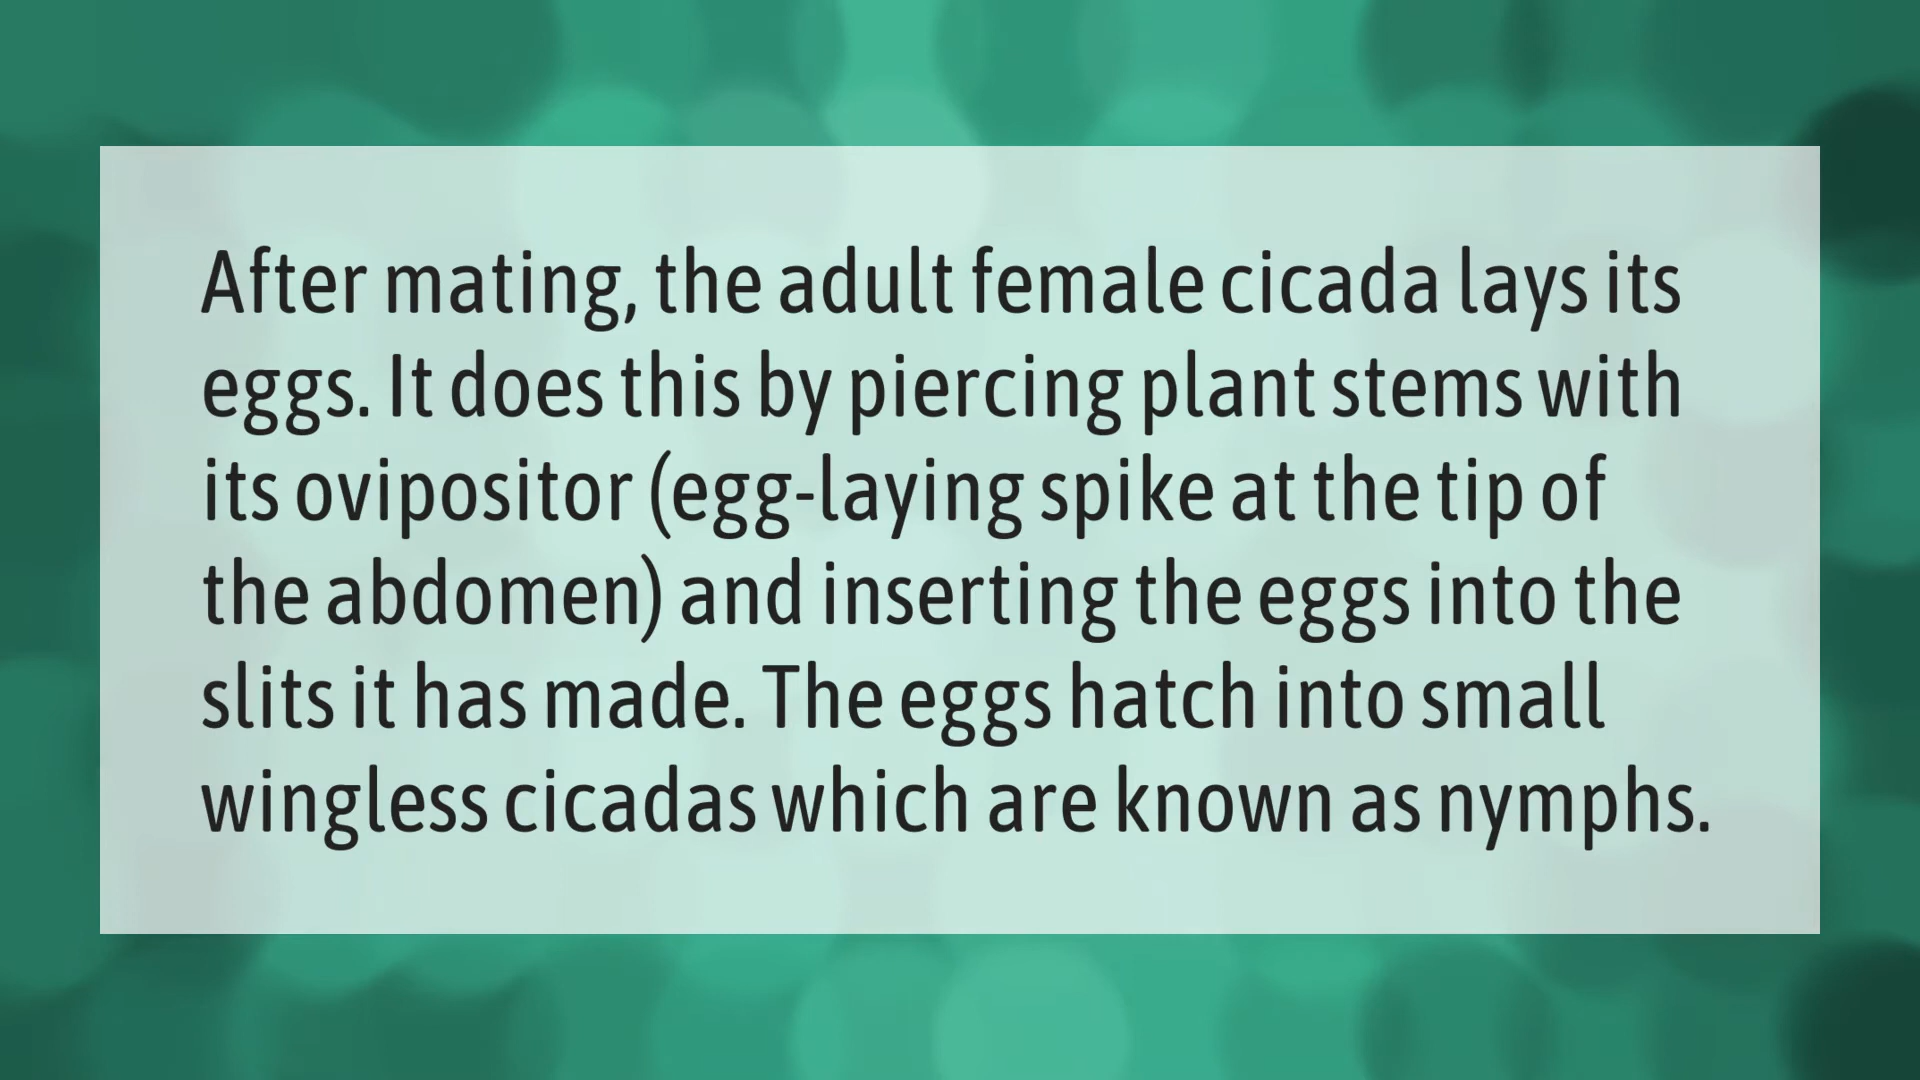 After mating, the adult female cicada lays its
eggs. It does this by piercing plant stems with
its ovipositor (egg-laying spike at the tip of
the abdomen) and inserting the eggs into the
slits it has made. The eggs hatch into small
wingless cicadas which are known as nymphs.